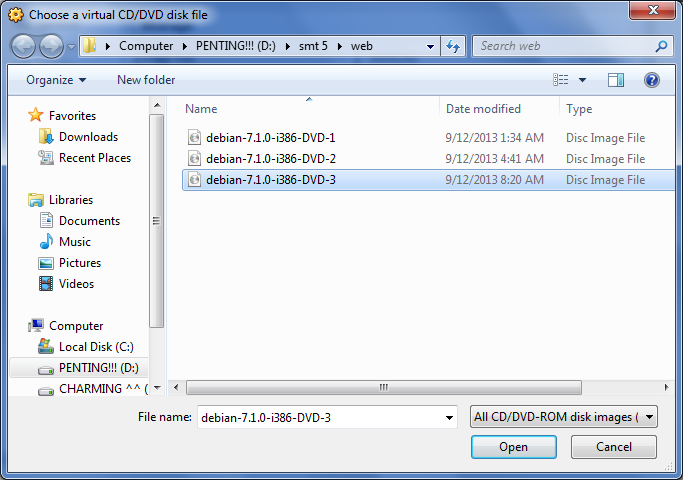 Choose a virtual CD/DVD disk file
Computer PENTING!!! (D:) smt 5 web
Search web
Organize New folder
Name Date modified Type
Favorites
Downloads
Recent Places
Libraries
Documents
Music
Pictures
Videos
Computer
Local Disk (C:)
PENTING!!! (D:)
CHARMING ^^ (
debian-7.1.0-i386-DVD-1 9/12/2013 1:34 AM Disc Image File
debian-7.1.0-i386-DVD-2 9/12/2013 4:41 AM Disc Image File
debian-7.1.0-i386-DVD-3 9/12/2013 8:20 AM Disc Image File
File name: debian-7.1.0-i386-DVD-3 All CD/DVD-ROM disk images (
Open Cancel